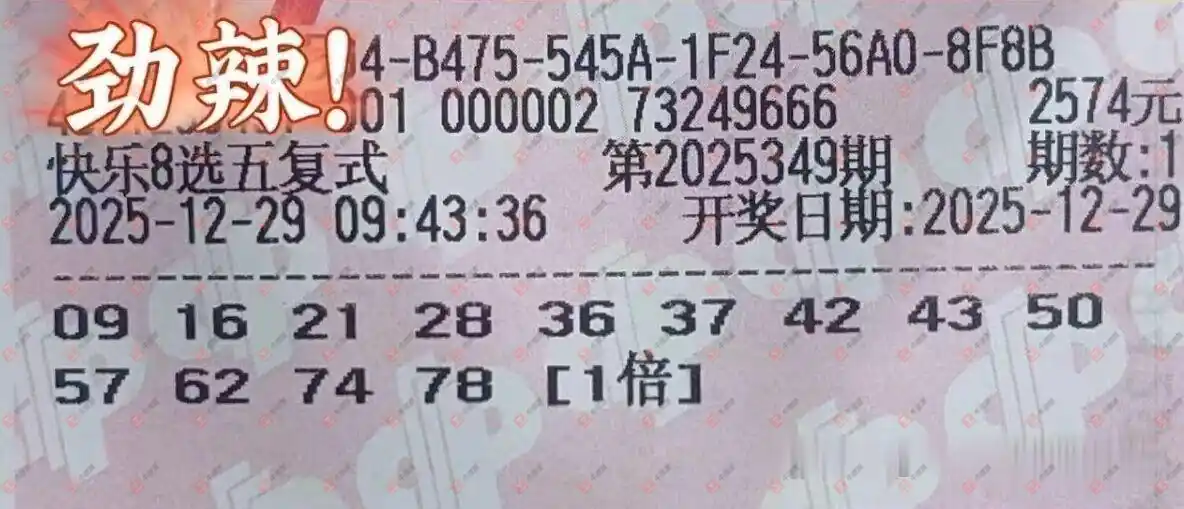 劲辣!
4-B475-545A-1F24-56A0-8F8B
01 000002 73249666 2574元
快乐8选五复式 第2025349期 期数:1
2025-12-29 09:43:36 开奖日期:2025-12-29
09 16 21 28 36 37 42 43 50
57 62 74 78 [1倍]